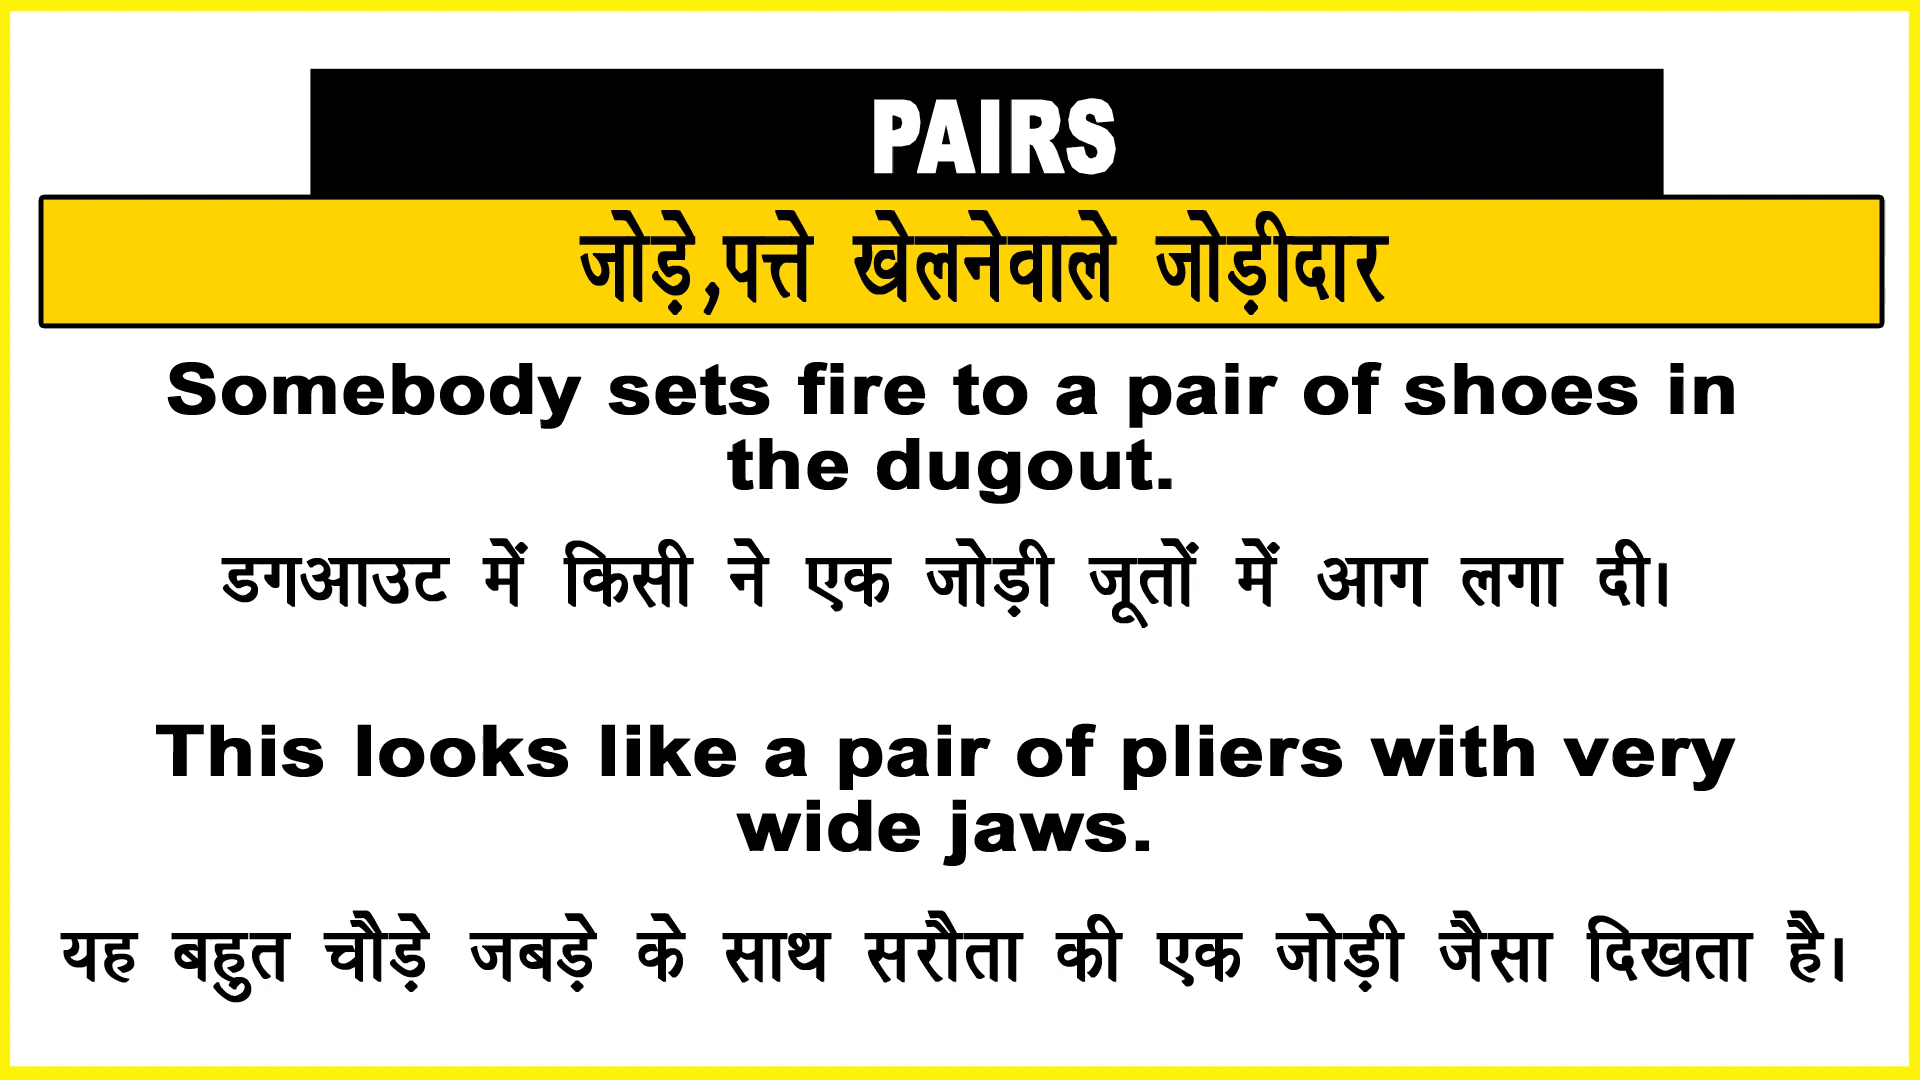 PAIRS
जोड़े,पत्ते खेलनेवाले जोड़ीदार
Somebody sets fire to a pair of shoes in
the dugout.
डगआउट में किसी ने एक जोड़ी जूतों में आग लगा दी।
This looks like a pair of pliers with very
wide jaws.
यह बहुत चौड़े जबड़े के साथ सरौता की एक जोड़ी जैसा दिखता है।